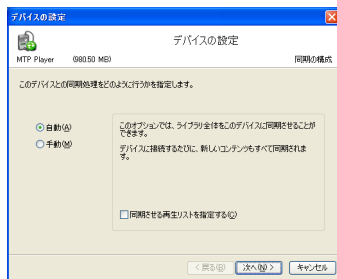 デバイスの設定
デバイスの設定
MTP Player (980.50 MB) 同期の構成
このデバイスとの同期処理をどのように行うかを指定します。
自動(A)
手動(M)
このオプションでは、ライブラリ全体をこのデバイスに同期させることが
できます。
デバイスに接続するたびに、新しいコンテンツもすべて同期されま
す。
同期させる再生リストを指定する(C)
< 戻る(B) 次へ(N) > キャンセル